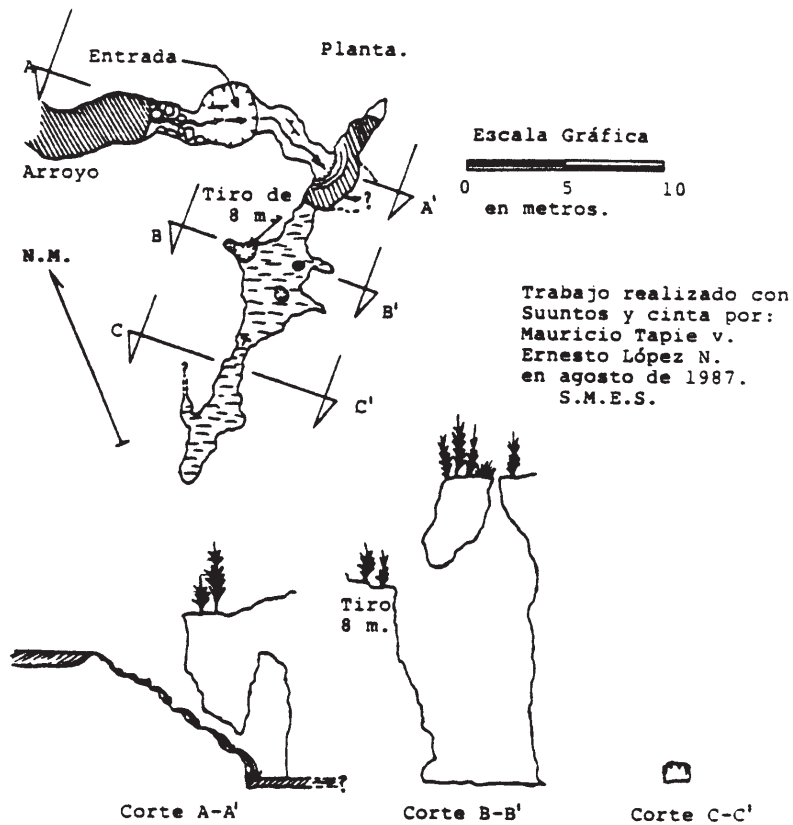 Planta.
Entrada
A
Escala Gráfica
0 5 10
en metros.
Arroyo
Tiro de
8 m.
?
A'
B
N.M.
B'
Trabajo realizado con
Suuntos y cinta por:
Mauricio Tapie v.
Ernesto López N.
en agosto de 1987.
S.M.E.S.
C
?
C'
Tiro
8 m.
?
Corte A-A'
Corte B-B'
Corte C-C'